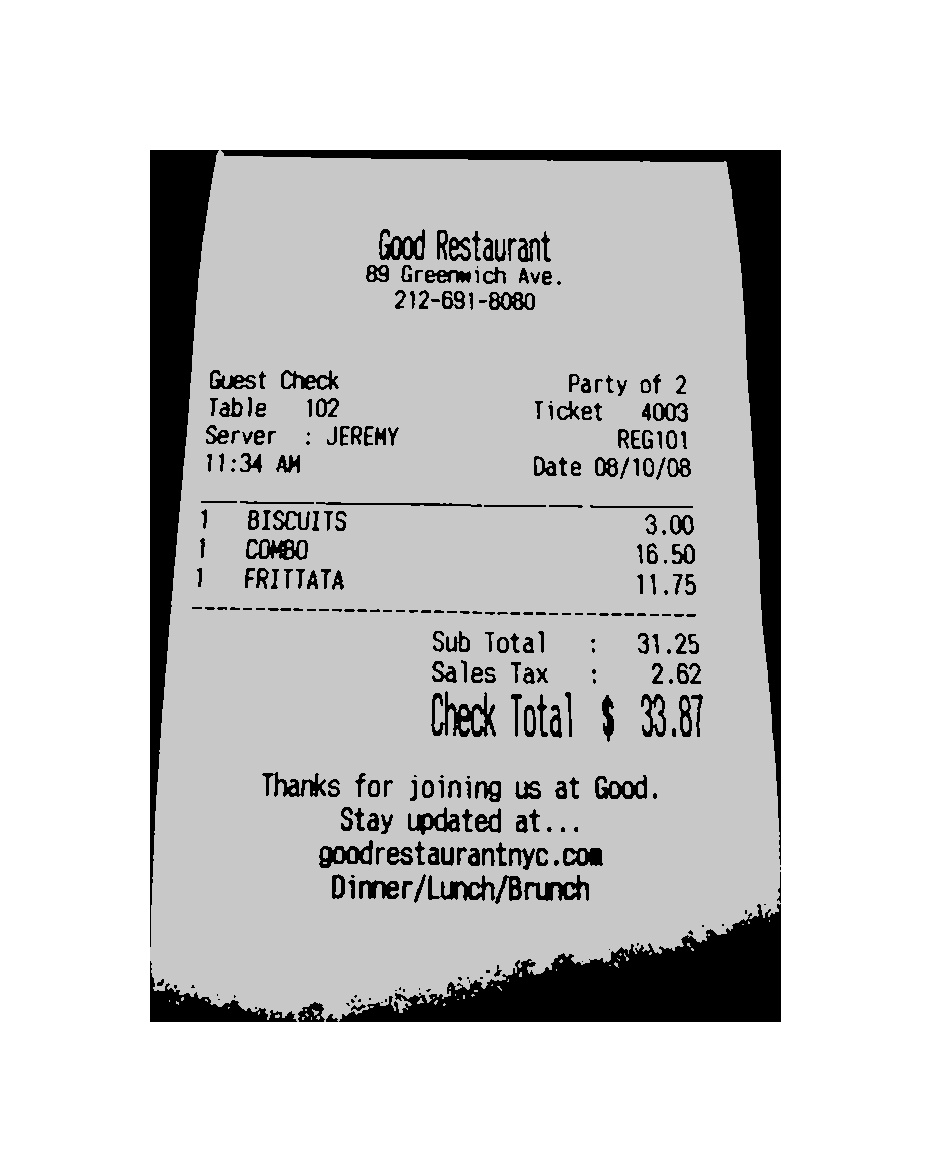 Good Restaurant
89 Greenwich Ave.
212-691-8080
Guest Check Party of 2
Table 102 Ticket 4003
Server : JEREMY REG101
11:34 AM Date 08/10/08
1 BISCUITS 3.00
1 COMBO 16.50
1 FRITTATA 11.75
Sub Total : 31.25
Sales Tax : 2.62
Check Total $ 33.87
Thanks for joining us at Good.
Stay updated at...
goodrestaurantnyc.com
Dinner/Lunch/Brunch